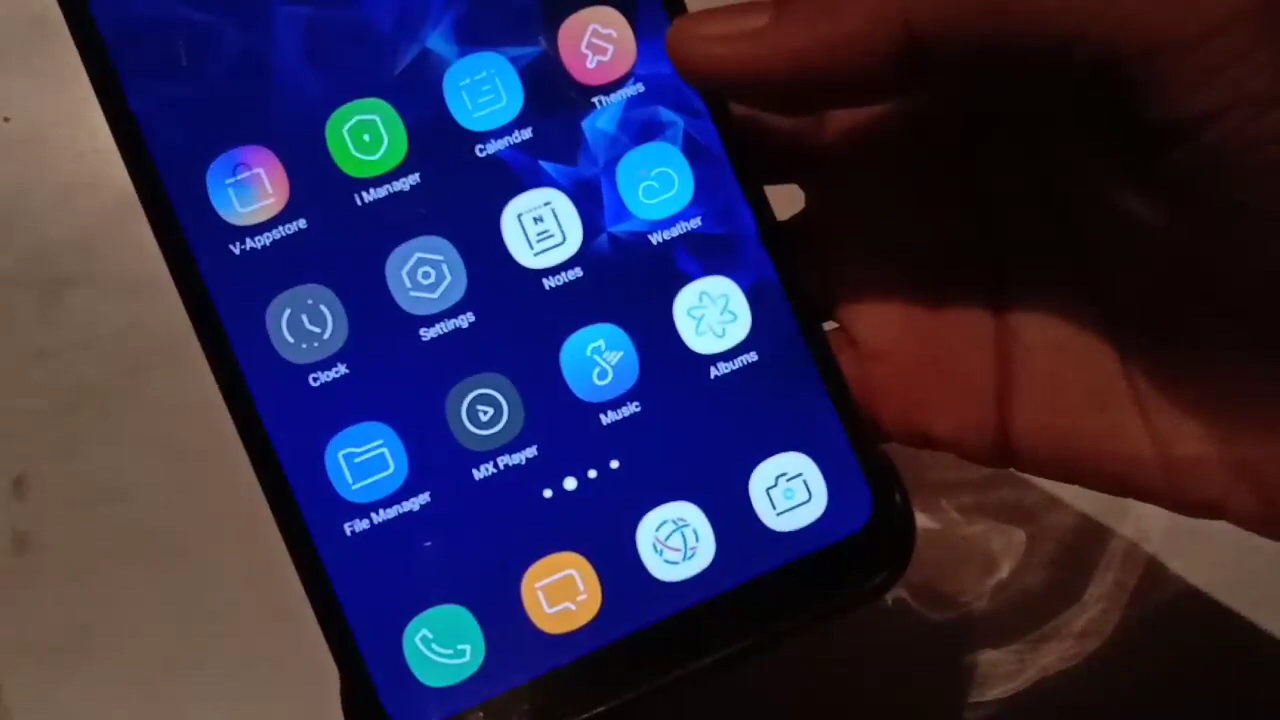 V-Appstore
I Manager
Calendar
Themes
Clock
Settings
Notes
Weather
File Manager
MX Player
Music
Albums
N